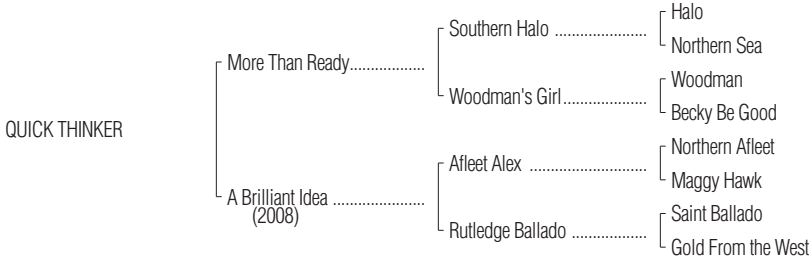 Halo
Southern Halo ......................
Northern Sea
More Than Ready..................
Woodman
Woodman's Girl....................
Becky Be Good
QUICK THINKER
Northern Afleet
Afleet Alex ............................
Maggy Hawk
A Brilliant Idea ......................
(2008)
Saint Ballado
Rutledge Ballado ..................
Gold From the West